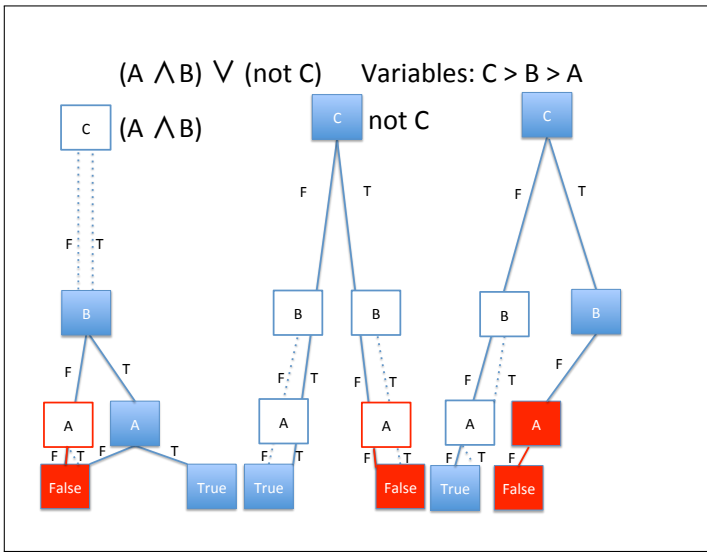 (A ∧ B) ∨ (not C) Variables: C > B > A
C (A ∧ B) C not C C
F T F T
F T
B B B B B
F T F T F T F T F
A A A A A A
F T F T F T F T F T F
False True True False True False